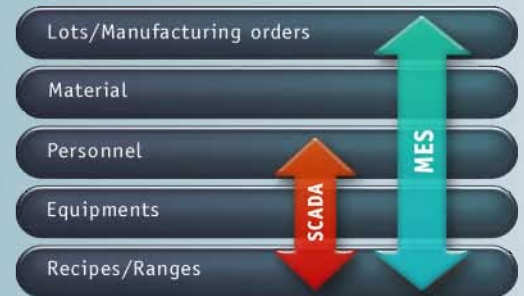 Lots/Manufacturing orders
Material
Personnel
Equipments
Recipes/Ranges
SCADA
MES